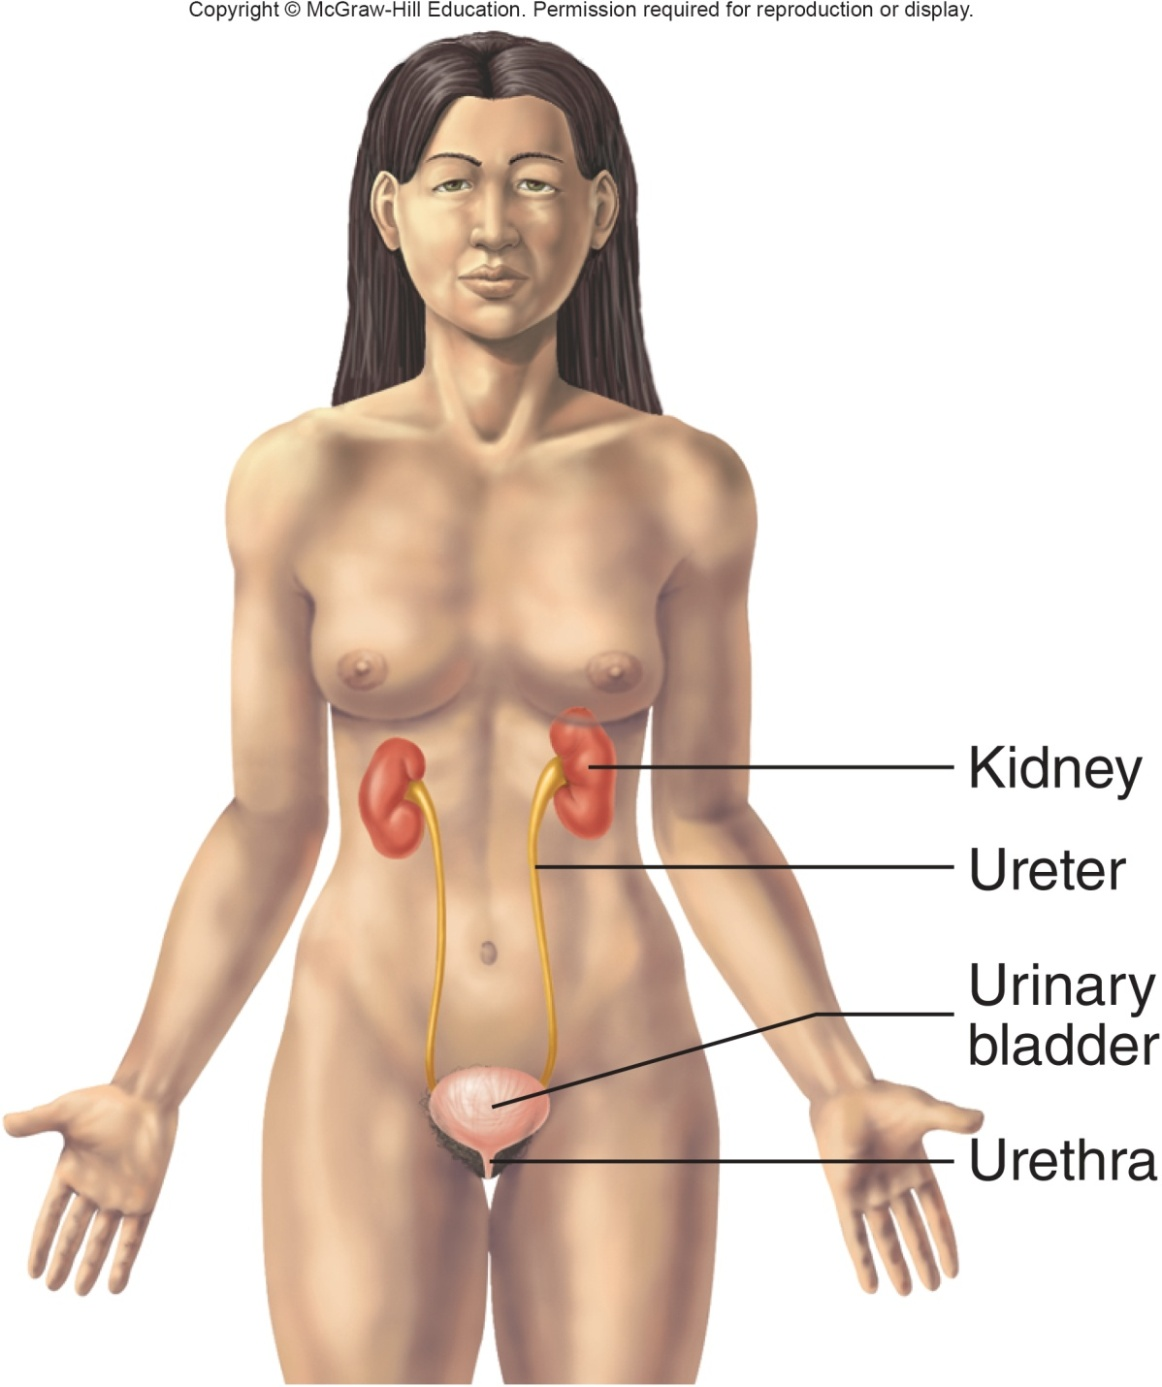 Copyright © McGraw-Hill Education. Permission required for reproduction or display.
Kidney
Ureter
Urinary
bladder
Urethra